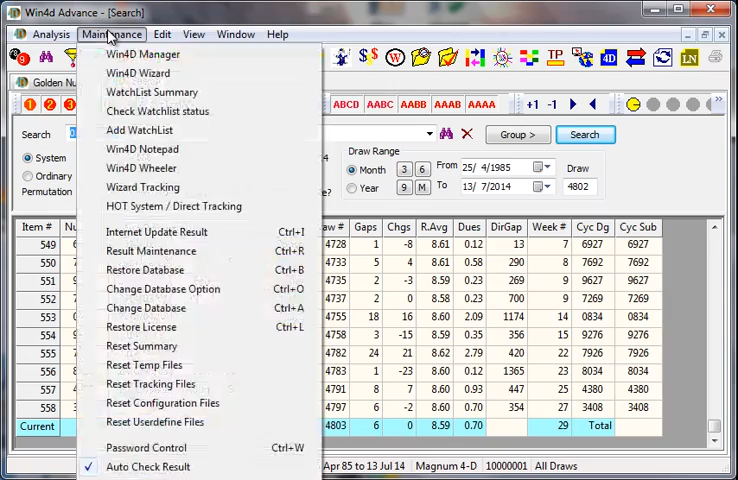 Win4d Advance - [Search]
Analysis Maintenance Edit View Window Help
TP 4D LN
Golden Nu
1 2 3 ABCD AABC AABB AAAB AAAA +1 -1
Search Group > Search
System
Ordinary
Permutation
Draw Range
Month 3 6 From 25/ 4/1985 Draw
Year 9 M To 13/ 7/2014 4802
Win4D Manager
Win4D Wizard
WatchList Summary
Check Watchlist status
Add WatchList
Win4D Notepad
Win4D Wheeler
Wizard Tracking
HOT System / Direct Tracking
Internet Update Result Ctrl+I
Result Maintenance Ctrl+R
Restore Database Ctrl+B
Change Database Option Ctrl+O
Change Database Ctrl+A
Restore License Ctrl+L
Reset Summary
Reset Temp Files
Reset Tracking Files
Reset Configuration Files
Reset Userdefine Files
Password Control Ctrl+W
Auto Check Result
Item # Nu aw # Gaps Chgs R.Avg Dues DirGap Week # Cyc Dg Cyc Sub
549 6 4728 1 -8 8.61 0.12 13 7 6927 6927
550 4733 5 4 8.61 0.58 290 8 7692 7692
551 4735 2 -3 8.59 0.23 289 9 9627 9627
552 4737 2 0 8.58 0.23 700 9 7269 7269
553 4755 18 16 8.60 2.09 1174 14 0834 0834
554 4758 3 -15 8.59 0.35 356 15 9276 9276
555 4782 24 21 8.62 2.79 420 22 7926 7926
556 4783 1 -23 8.60 0.12 1365 23 8034 8034
557 4791 8 7 8.60 0.93 447 25 4380 4380
558 4797 6 -2 8.60 0.70 354 27 3408 3408
Current 4803 6 0 8.59 0.70 29 Total
Apr 85 to 13 Jul 14 Magnum 4-D 10000001 All Draws